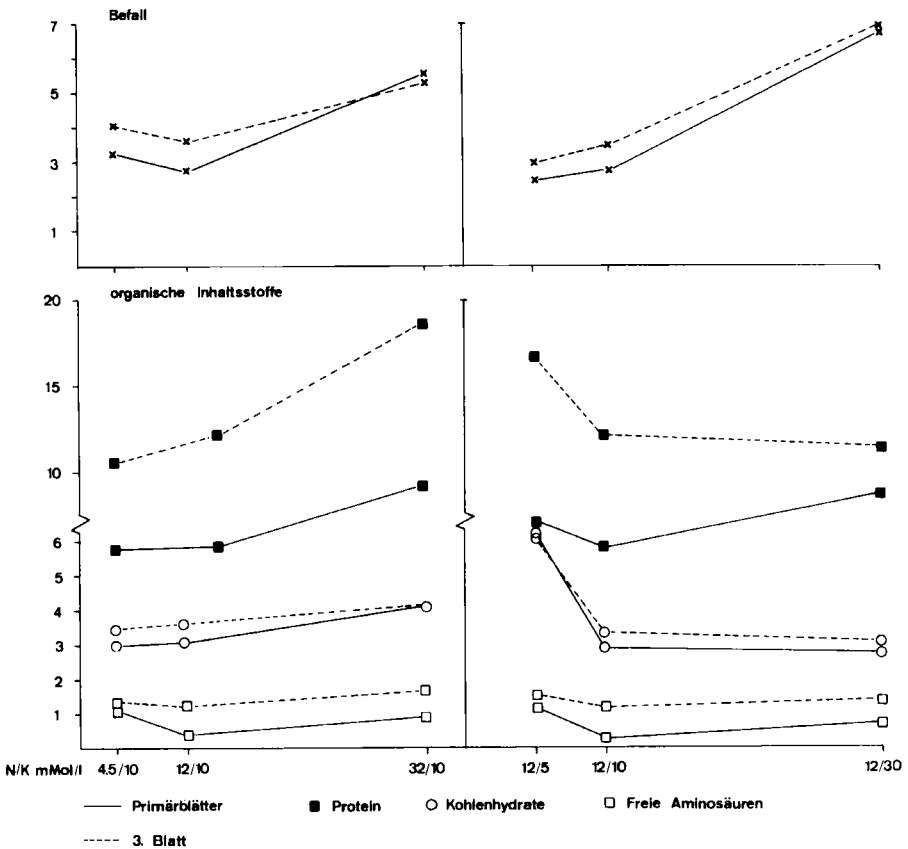 Befall
7
5
3
1
organische Inhaltsstoffe
20
15
10
6
5
4
3
2
1
N/K mMol/l 4.5/10 12/10 32/10 12/5 12/10 12/30
Primärblätter Protein Kohlenhydrate Freie Aminosäuren
3. Blatt